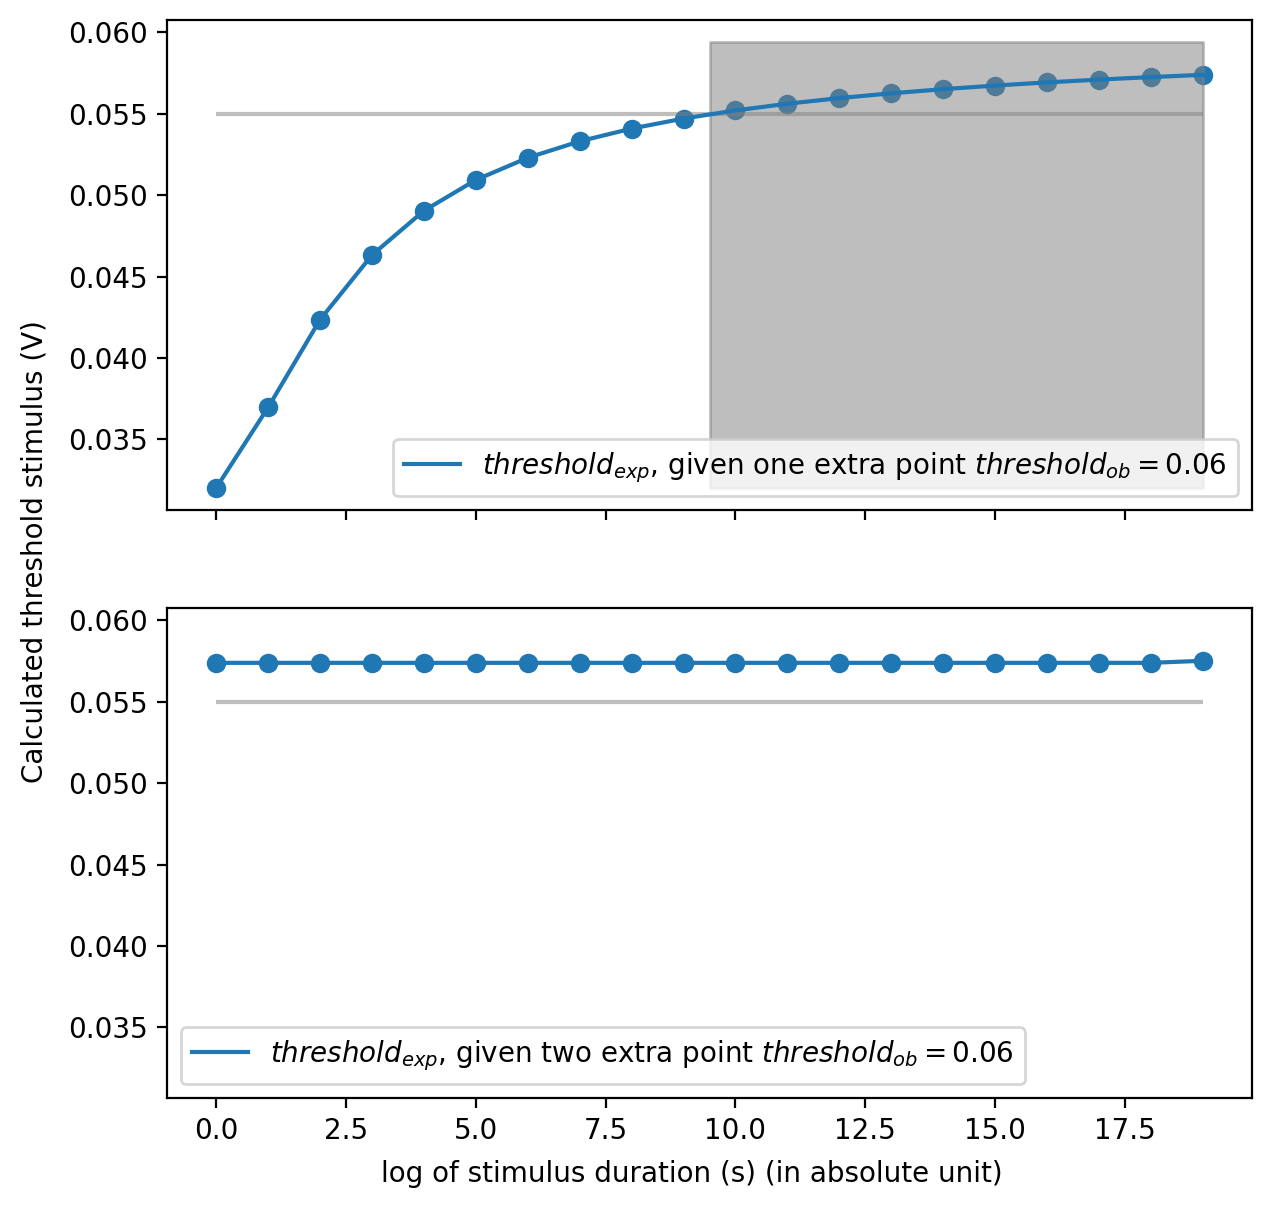 0.060
0.055
0.050
0.045
0.040
0.035
threshold_exp, given one extra point threshold_ob = 0.06
Calculated threshold stimulus (V)
0.060
0.055
0.050
0.045
0.040
0.035
threshold_exp, given two extra point threshold_ob = 0.06
0.0 2.5 5.0 7.5 10.0 12.5 15.0 17.5
log of stimulus duration (s) (in absolute unit)